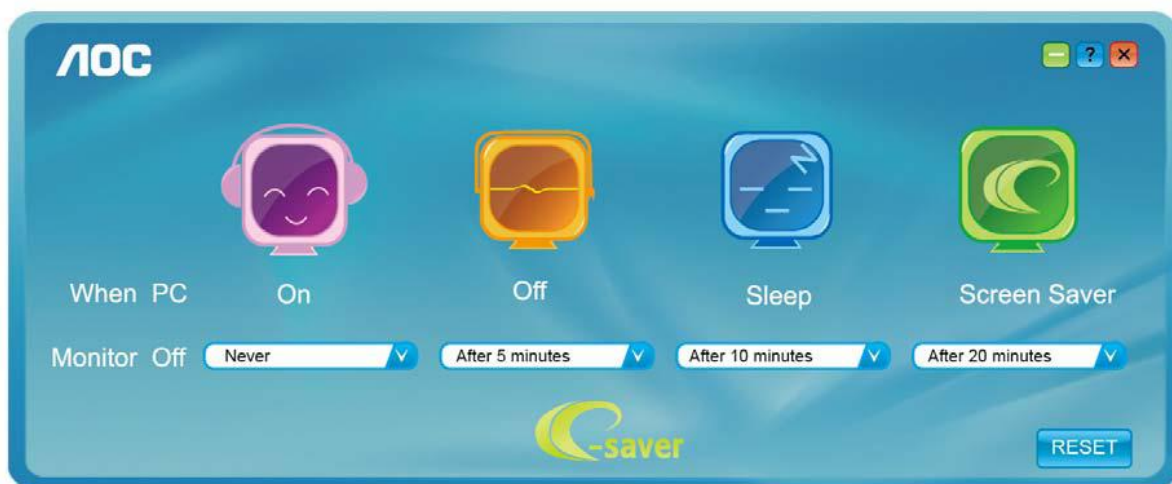 AOC
?
When PC On Off Sleep Screen Saver
Monitor Off Never After 5 minutes After 10 minutes After 20 minutes
e-saver
RESET